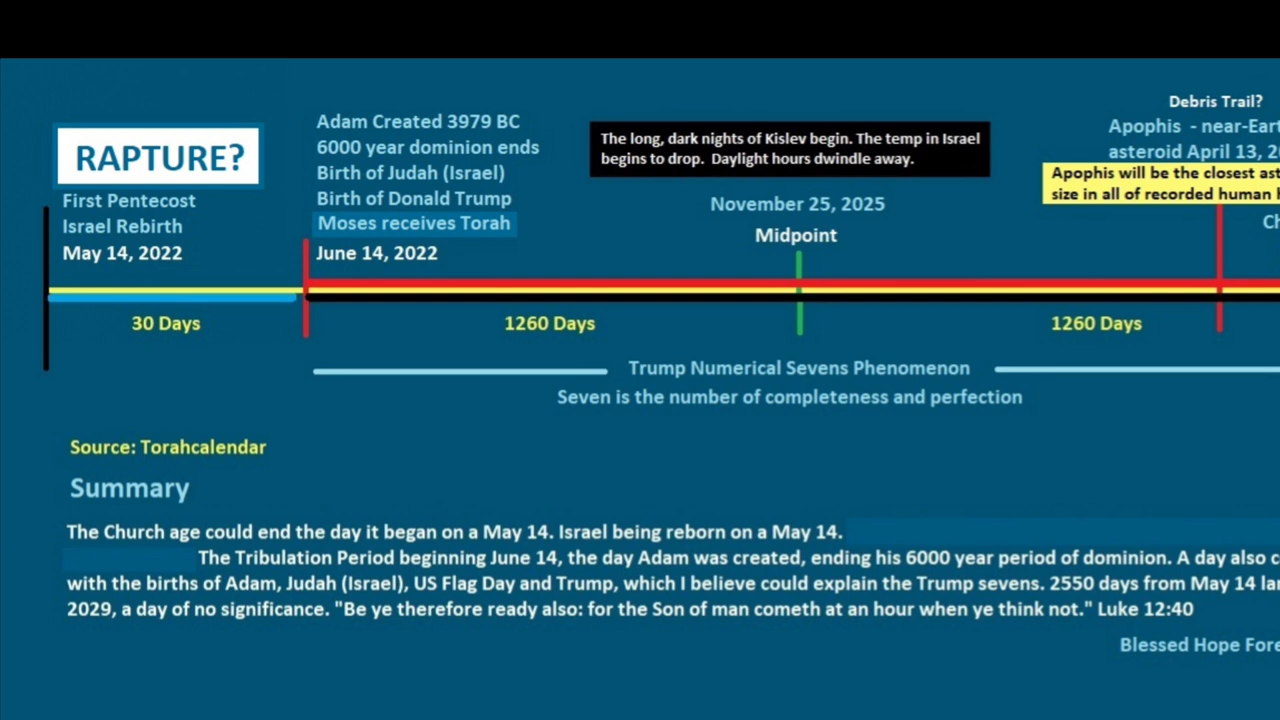 RAPTURE?
First Pentecost
Israel Rebirth
May 14, 2022
Adam Created 3979 BC
6000 year dominion ends
Birth of Judah (Israel)
Birth of Donald Trump
Moses receives Torah
June 14, 2022
The long, dark nights of Kislev begin. The temp in Israel
begins to drop. Daylight hours dwindle away.
November 25, 2025
Midpoint
Debris Trail?
Apophis - near-Eart
asteroid April 13, 20
Apophis will be the closest ast
size in all of recorded human h
Ch
30 Days
1260 Days
1260 Days
Trump Numerical Sevens Phenomenon
Seven is the number of completeness and perfection
Source: Torahcalendar
Summary
The Church age could end the day it began on a May 14. Israel being reborn on a May 14.
The Tribulation Period beginning June 14, the day Adam was created, ending his 6000 year period of dominion. A day also c
with the births of Adam, Judah (Israel), US Flag Day and Trump, which I believe could explain the Trump sevens. 2550 days from May 14 lan
2029, a day of no significance. "Be ye therefore ready also: for the Son of man cometh at an hour when ye think not." Luke 12:40
Blessed Hope Fore